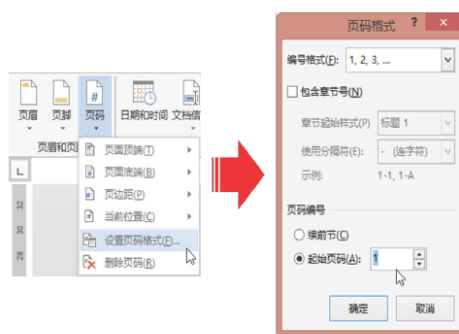 页眉 页脚 页码 日期和时间 文档信
页眉和页
页面顶端(T)
页面底端(B)
页边距(P)
当前位置(C)
设置页码格式(F)...
删除页码(R)
L
32
30
28
页码格式 ? ×
编号格式(F): 1, 2, 3, ...
包含章节号(N)
章节起始样式(P) 标题 1
使用分隔符(E): - (连字符)
示例: 1-1, 1-A
页码编号
续前节(C)
起始页码(A): 1
确定 取消